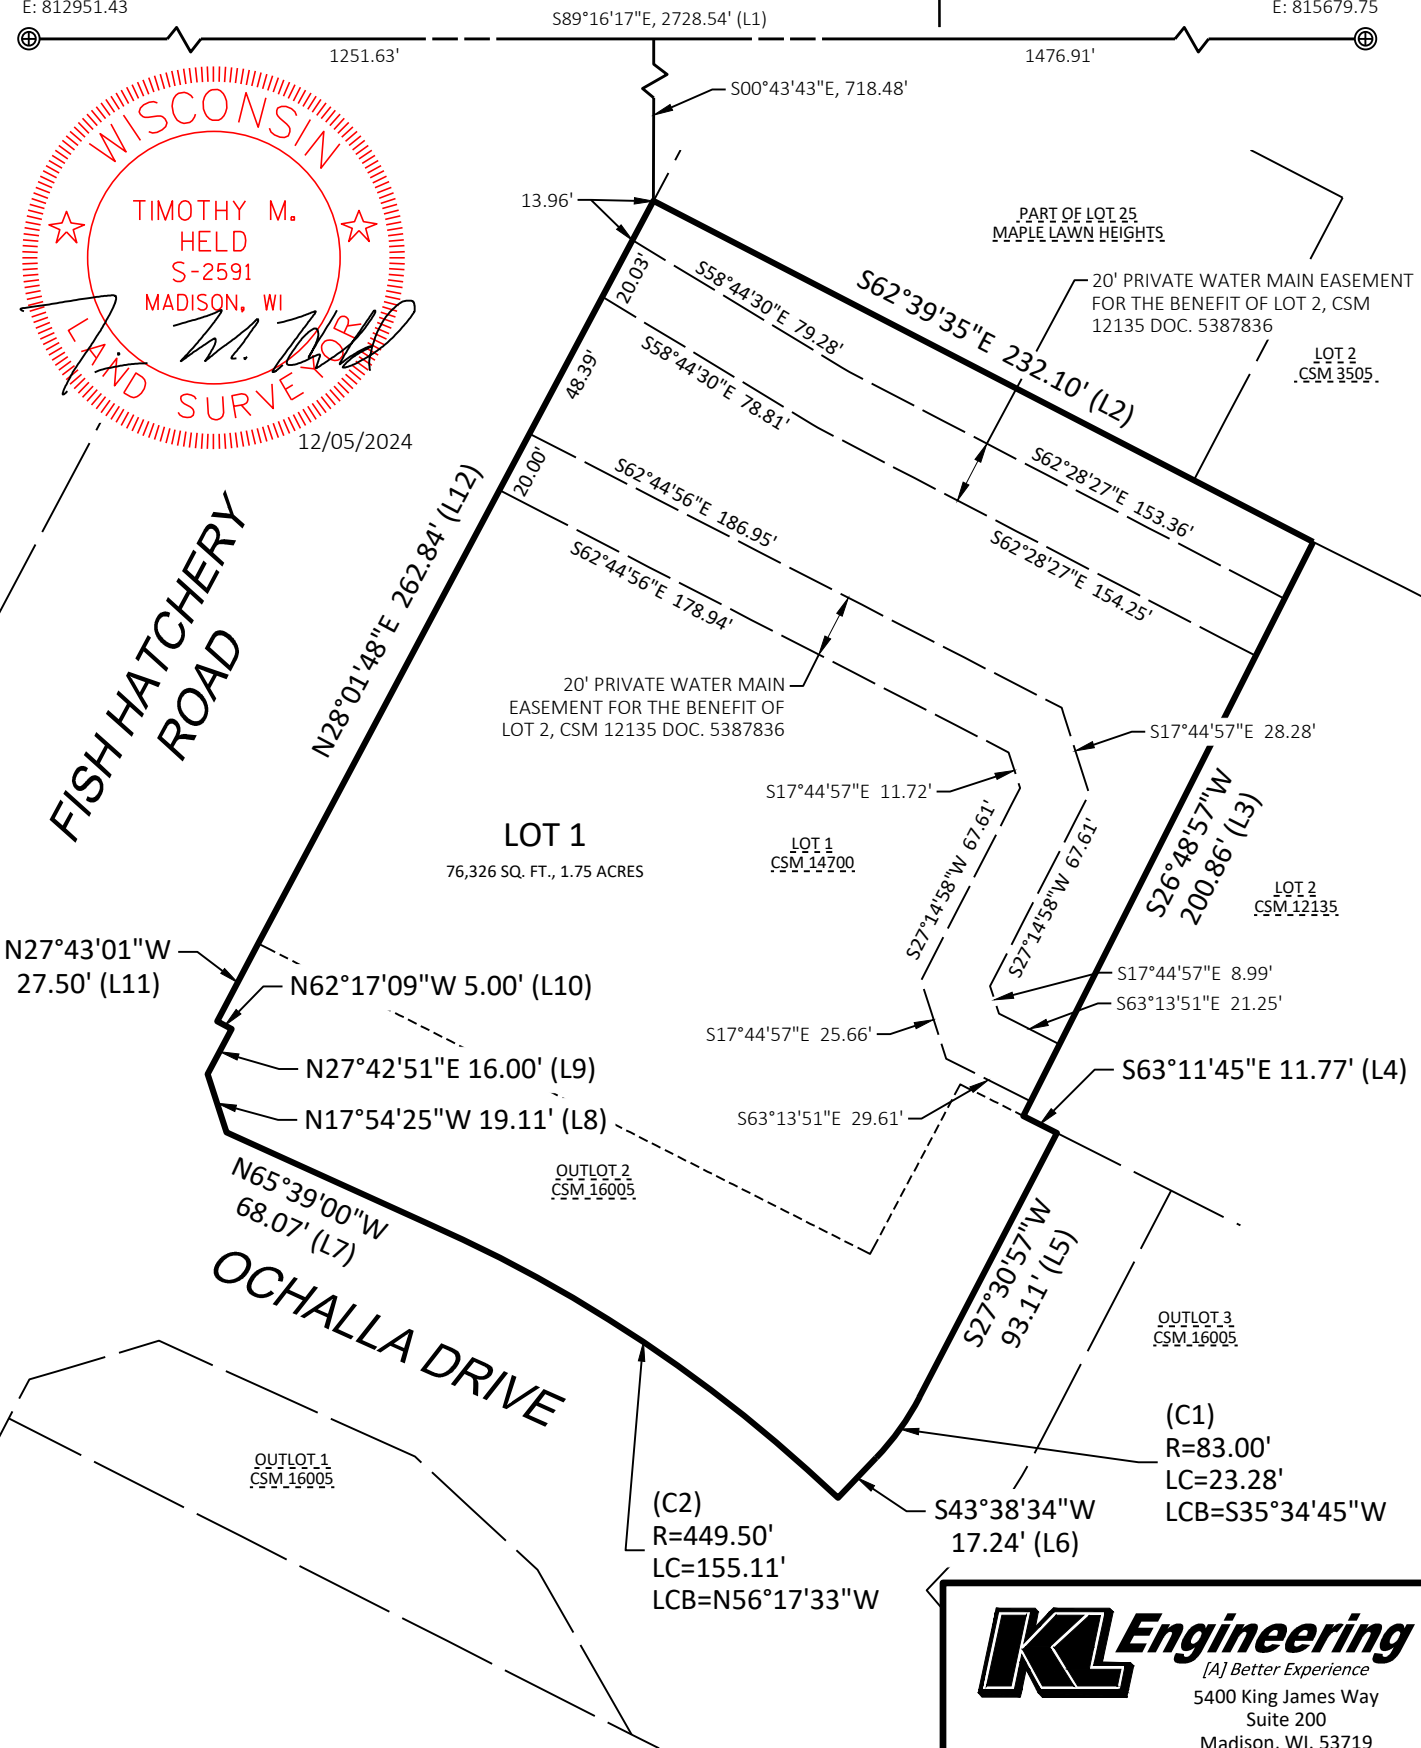 E: 812951.43
S89°16'17"E, 2728.54' (L1)
E: 815679.75
1251.63'
1476.91'
S00°43'43"E, 718.48'
WISCONSIN
TIMOTHY M.
HELD
S-2591
MADISON, WI
LAND SURVEYOR
12/05/2024
13.96'
PART OF LOT 25
MAPLE LAWN HEIGHTS
20' PRIVATE WATER MAIN EASEMENT
FOR THE BENEFIT OF LOT 2, CSM
12135 DOC. 5387836
LOT 2
CSM 3505
S62°39'35"E 232.10' (L2)
20.03'
S58°44'30"E 79.28'
S58°44'30"E 78.81'
48.39'
S62°28'27"E 153.36'
S62°28'27"E 154.25'
20.00'
S62°44'56"E 186.95'
S62°44'56"E 178.94'
N28°01'48"E 262.84' (L12)
FISH HATCHERY
ROAD
20' PRIVATE WATER MAIN
EASEMENT FOR THE BENEFIT OF
LOT 2, CSM 12135 DOC. 5387836
S17°44'57"E 28.28'
S17°44'57"E 11.72'
S26°48'57"W
200.86' (L3)
LOT 1
76,326 SQ. FT., 1.75 ACRES
LOT 1
CSM 14700
S27°14'58"W 67.61'
S27°14'58"W 67.61'
LOT 2
CSM 12135
N27°43'01"W
27.50' (L11)
N62°17'09"W 5.00' (L10)
S17°44'57"E 8.99'
S63°13'51"E 21.25'
S17°44'57"E 25.66'
N27°42'51"E 16.00' (L9)
S63°11'45"E 11.77' (L4)
N17°54'25"W 19.11' (L8)
S63°13'51"E 29.61'
OUTLOT 2
CSM 16005
N65°39'00"W
68.07' (L7)
OCHALLA DRIVE
S27°30'57"W
93.11' (L5)
OUTLOT 3
CSM 16005
OUTLOT 1
CSM 16005
(C1)
R=83.00'
LC=23.28'
LCB=S35°34'45"W
(C2)
R=449.50'
LC=155.11'
LCB=N56°17'33"W
S43°38'34"W
17.24' (L6)
KL Engineering
[A] Better Experience
5400 King James Way
Suite 200
Madison, WI. 53719